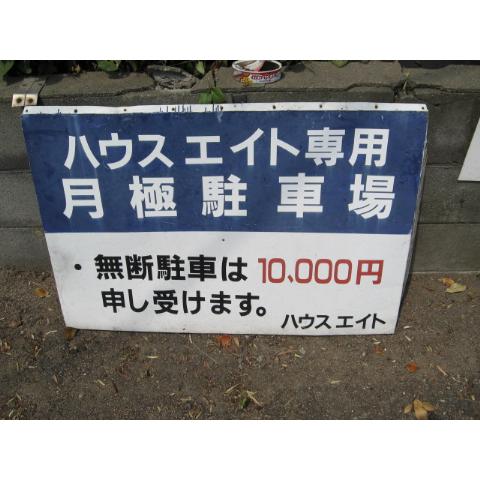 ハウスエイト専用
月極駐車場
・無断駐車は10,000円
申し受けます。
ハウスエイト